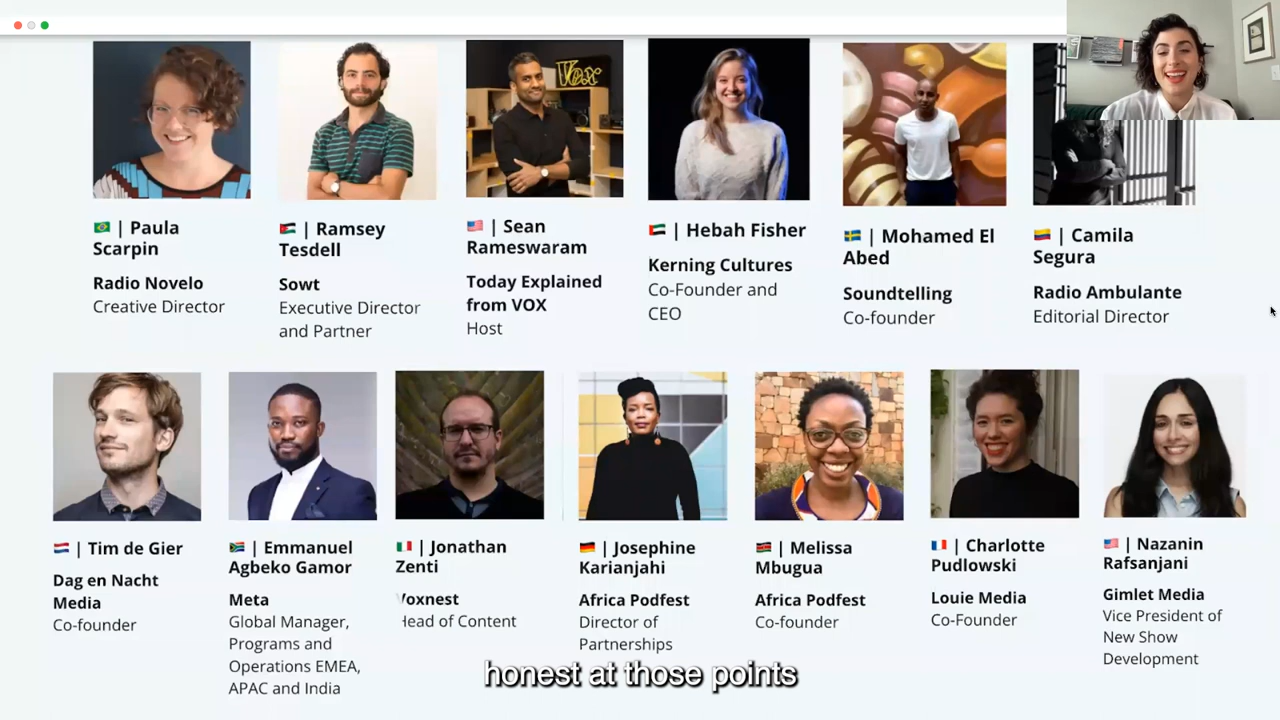 Vox
| Paula
Scarpin
Radio Novelo
Creative Director
| Ramsey
Tesdell
Sowt
Executive Director
and Partner
| Sean
Rameswaram
Today Explained
from VOX
Host
| Hebah Fisher
Kerning Cultures
Co-Founder and
CEO
| Mohamed El
Abed
Soundtelling
Co-founder
| Camila
Segura
Radio Ambulante
Editorial Director
| Tim de Gier
Dag en Nacht
Media
Co-founder
| Emmanuel
Agbeko Gamor
Meta
Global Manager,
Programs and
Operations EMEA,
APAC and India
| Jonathan
Zenti
Voxnest
Head of Content
| Josephine
Karianjahi
Africa Podfest
Director of
Partnerships
| Melissa
Mbugua
Africa Podfest
Co-founder
| Charlotte
Pudlowski
Louie Media
Co-Founder
| Nazanin
Rafsanjani
Gimlet Media
Vice President of
New Show
Development
honest at those points